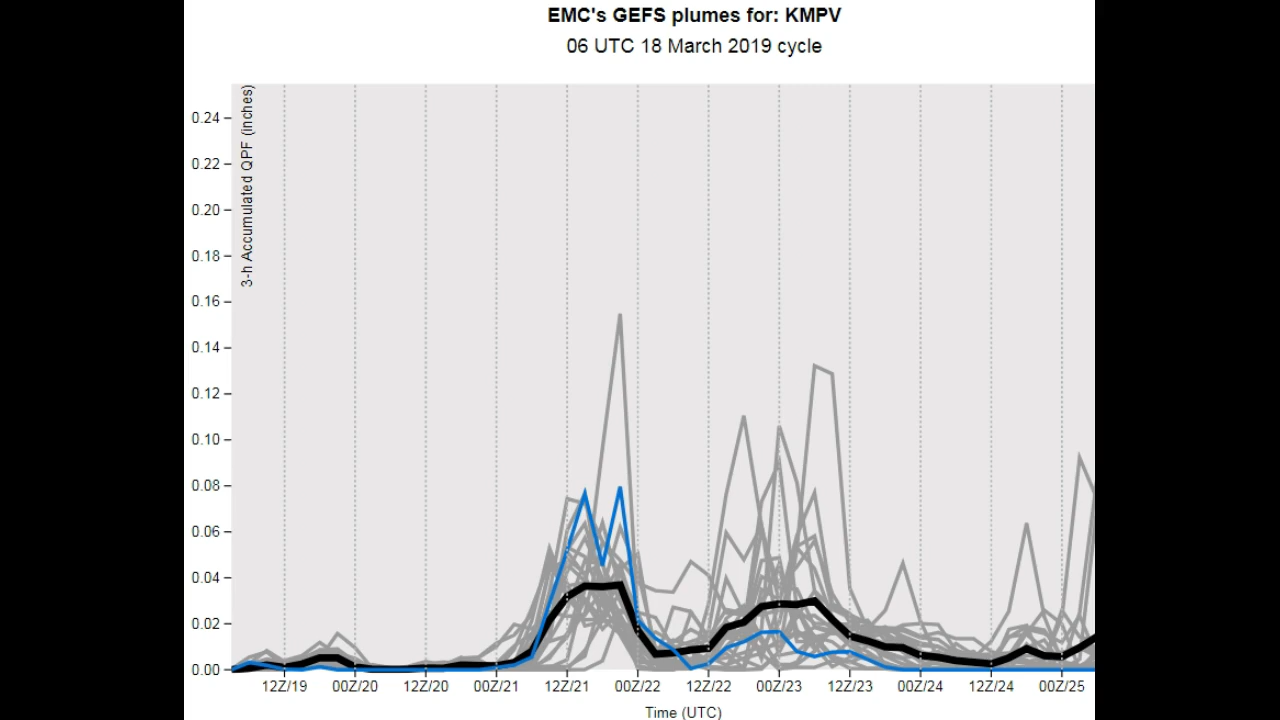 EMC's GEFS plumes for: KMPV
06 UTC 18 March 2019 cycle
3-h Accumulated QPF (inches)
0.24
0.22
0.20
0.18
0.16
0.14
0.12
0.10
0.08
0.06
0.04
0.02
0.00
12Z/19 00Z/20 12Z/20 00Z/21 12Z/21 00Z/22 12Z/22 00Z/23 12Z/23 00Z/24 12Z/24 00Z/25
Time (UTC)